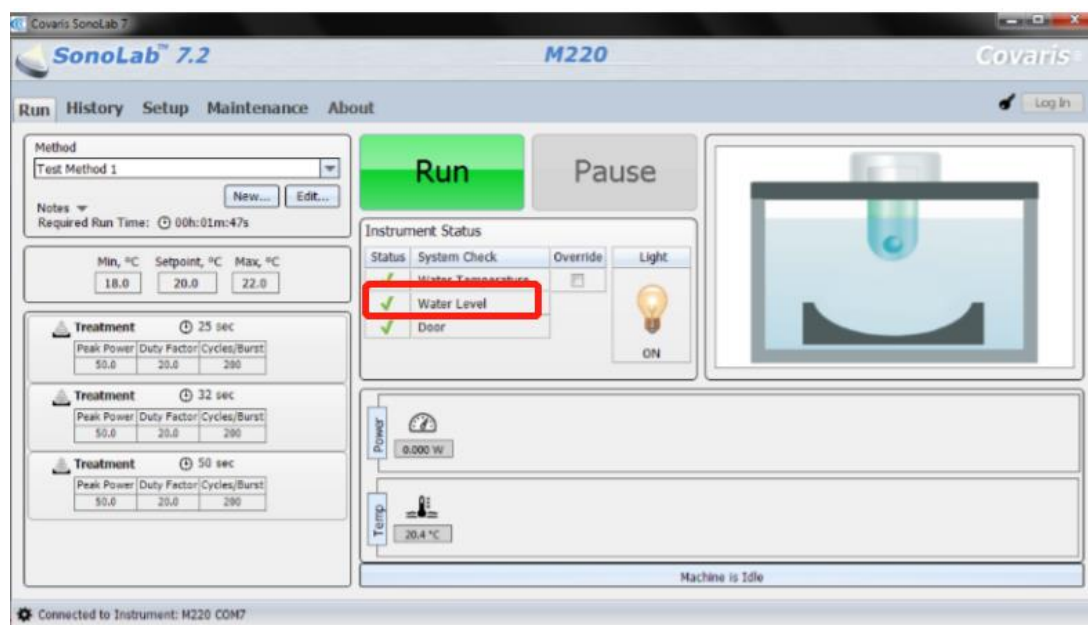 Covaris SonoLab 7
SonoLab™ 7.2 M220 Covaris
Run History Setup Maintenance About Log In
Method
Test Method 1
New... Edit...
Notes
Required Run Time: 00h:01m:47s
Min, °C Setpoint, °C Max, °C
18.0 20.0 22.0
Treatment 25 sec
Peak Power Duty Factor Cycles/Burst
50.0 20.0 200
Treatment 32 sec
Peak Power Duty Factor Cycles/Burst
50.0 20.0 200
Treatment 50 sec
Peak Power Duty Factor Cycles/Burst
50.0 20.0 200
Run Pause
Instrument Status
Status System Check Override Light
Water Temperature
Water Level
Door
ON
Power
0.000 W
Temp
20.4 °C
Machine is Idle
Connected to Instrument: M220 COM7